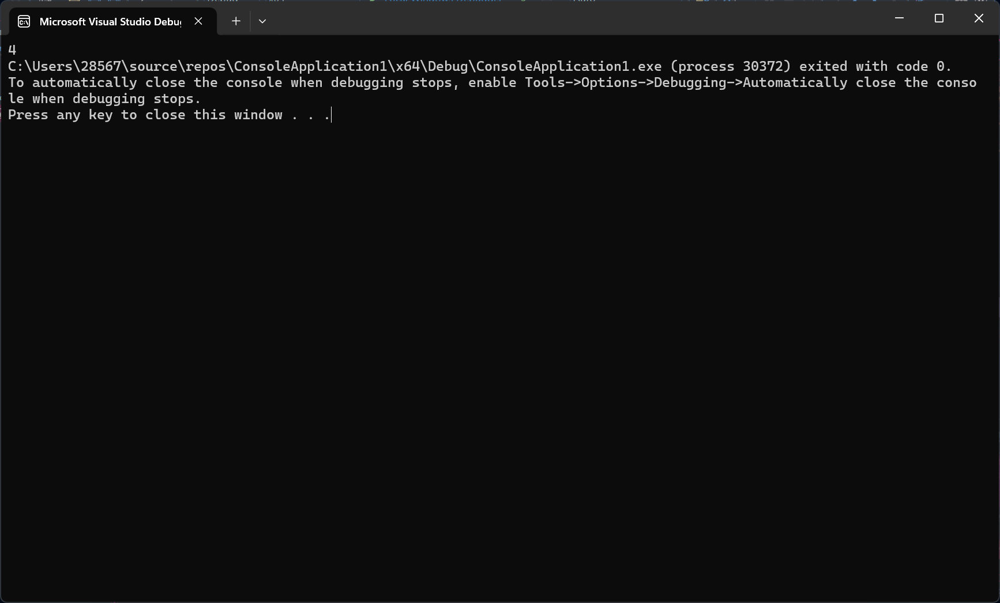 Microsoft Visual Studio Debu
4
C:\Users\28567\source\repos\ConsoleApplication1\x64\Debug\ConsoleApplication1.exe (process 30372) exited with code 0.
To automatically close the console when debugging stops, enable Tools->Options->Debugging->Automatically close the conso
le when debugging stops.
Press any key to close this window . . .